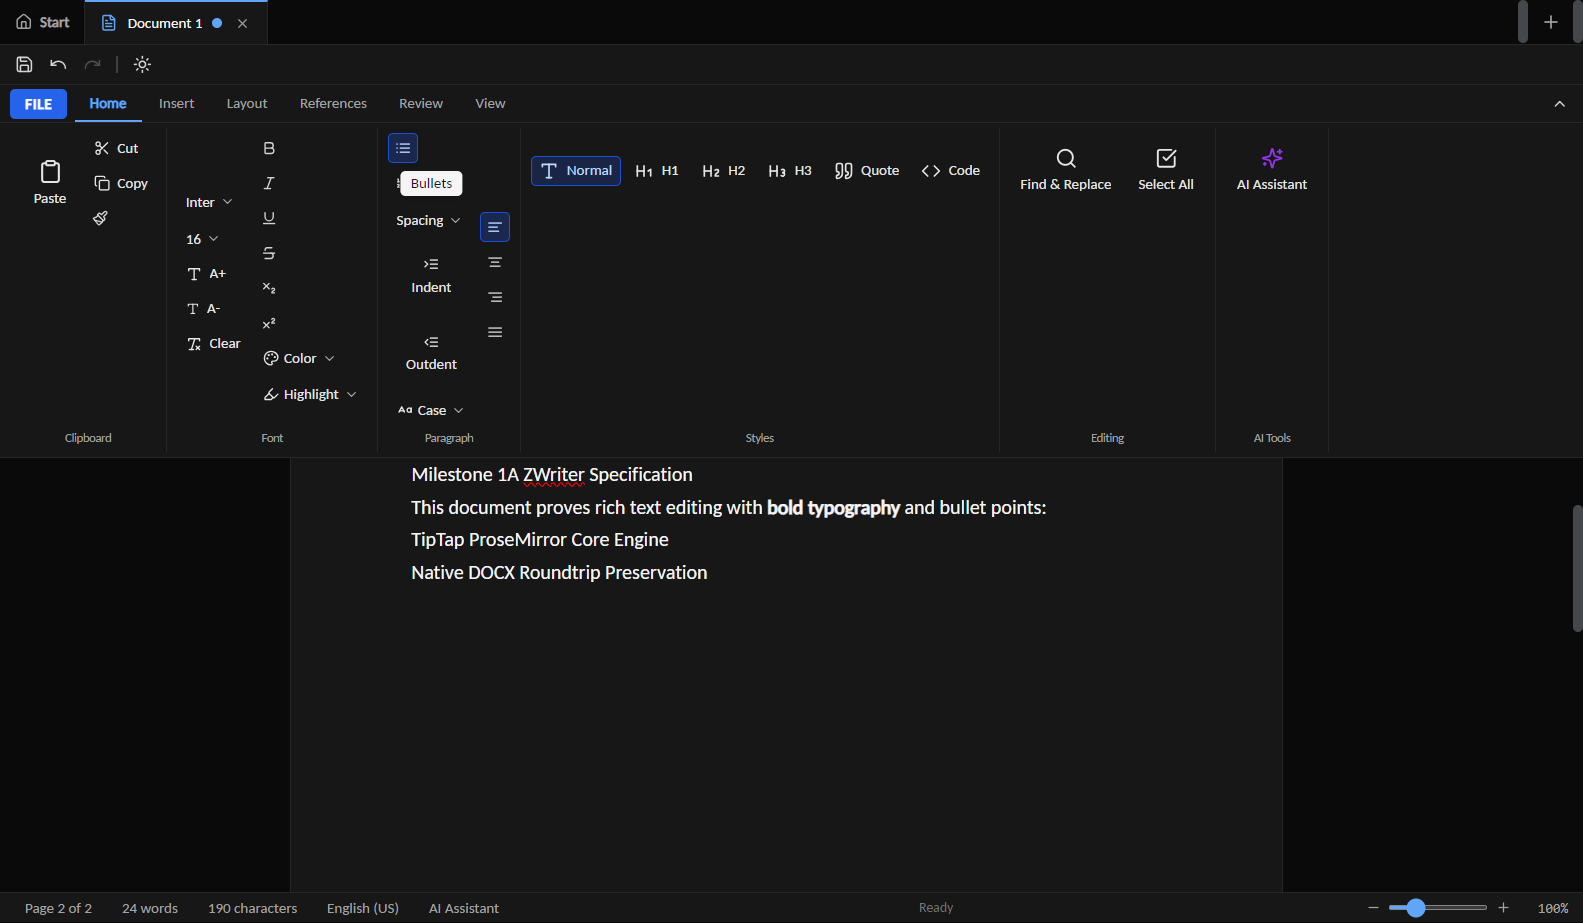 Start
Document 1
FILE
Home
Insert
Layout
References
Review
View
Paste
Cut
Copy
Clipboard
Inter
16
A+
A-
Clear
Color
Highlight
Font
Bullets
Spacing
Indent
Outdent
Aa Case
Paragraph
Normal
H1 H1
H2 H2
H3 H3
Quote
Code
Styles
Find & Replace
Select All
Editing
AI Assistant
AI Tools
Milestone 1A ZWriter Specification
This document proves rich text editing with bold typography and bullet points:
TipTap ProseMirror Core Engine
Native DOCX Roundtrip Preservation
Page 2 of 2
24 words
190 characters
English (US)
AI Assistant
Ready
100%